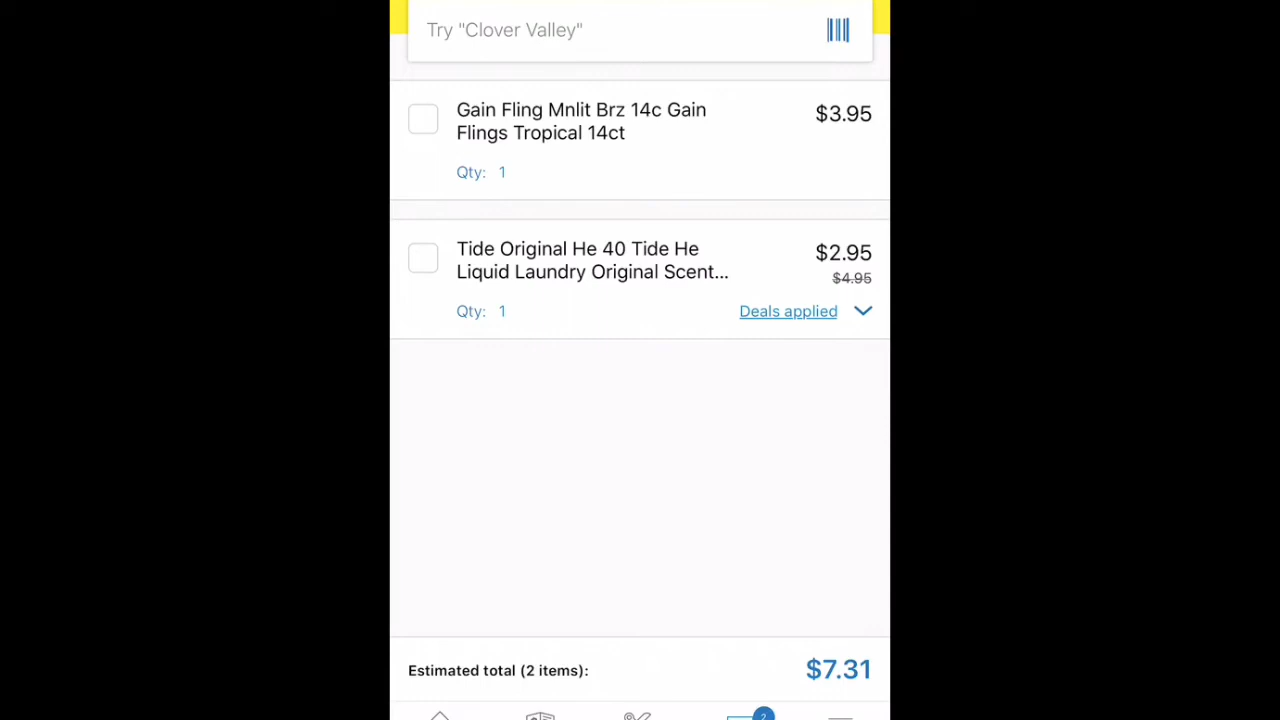 Try "Clover Valley"
Gain Fling Mnlit Brz 14c Gain
Flings Tropical 14ct
$3.95
Qty: 1
Tide Original He 40 Tide He
Liquid Laundry Original Scent...
$2.95
$4.95
Qty: 1
Deals applied
Estimated total (2 items):
$7.31
2